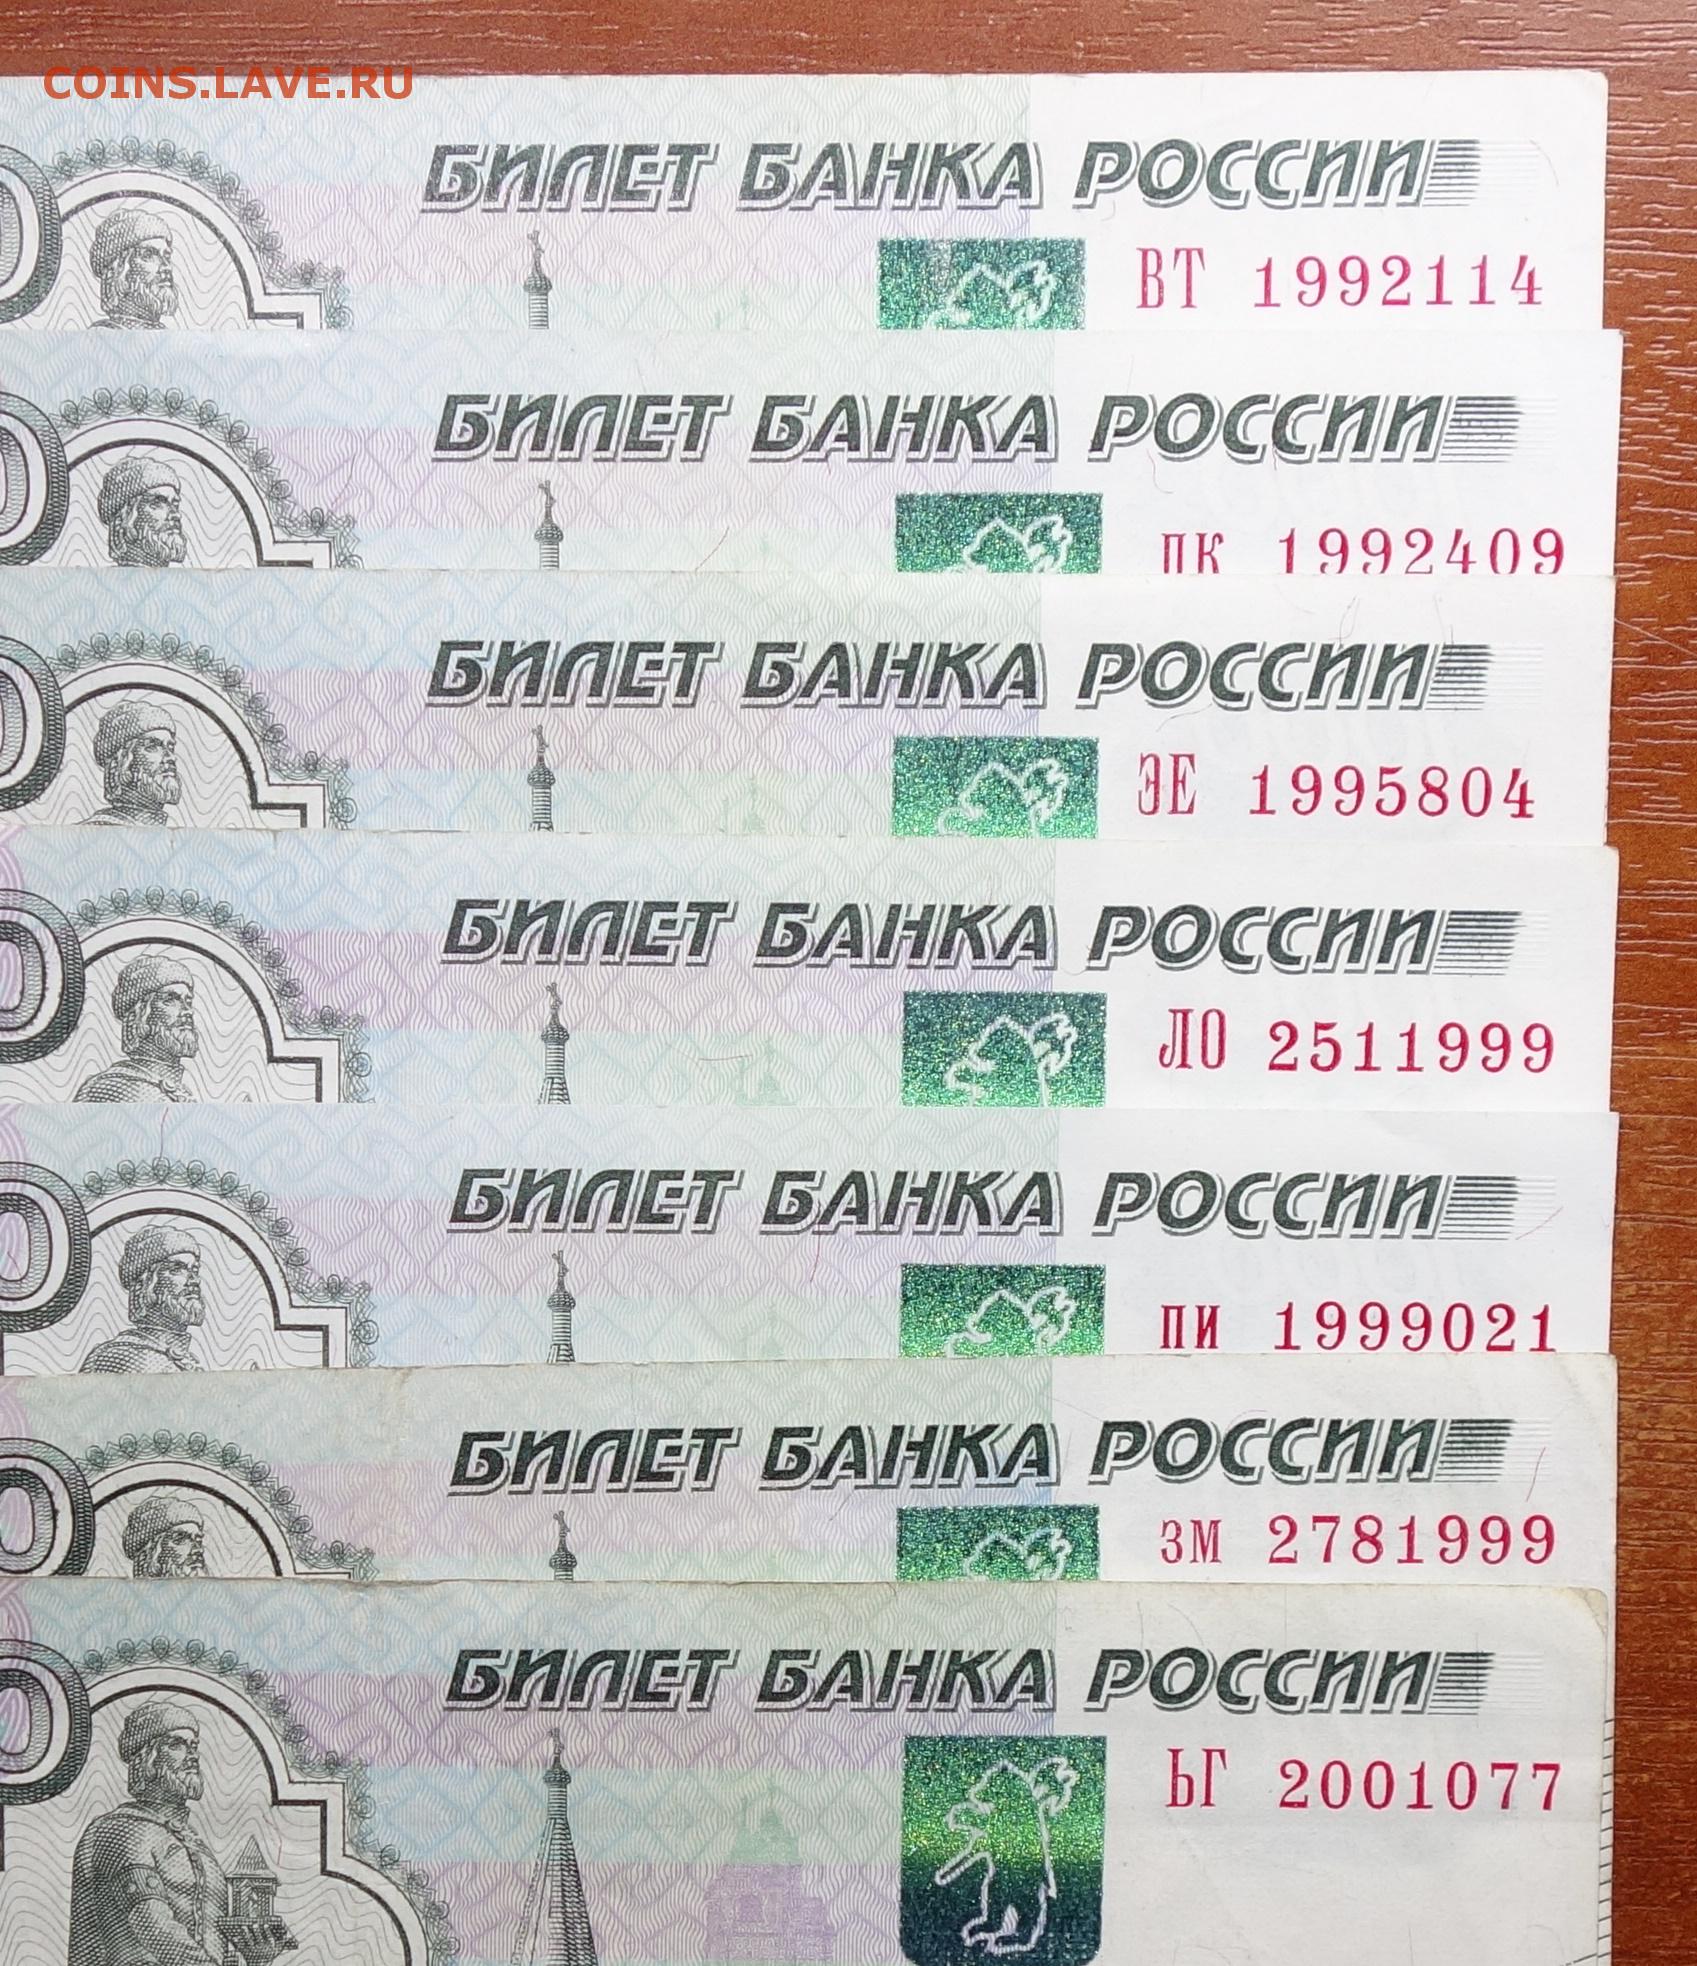 COINS.LAVE.RU
БИЛЕТ БАНКА РОССИИ
ВТ 1992114
БИЛЕТ БАНКА РОССИИ
ПК 1992409
БИЛЕТ БАНКА РОССИИ
ЭЕ 1995804
БИЛЕТ БАНКА РОССИИ
ЛО 2511999
БИЛЕТ БАНКА РОССИИ
ПИ 1999021
БИЛЕТ БАНКА РОССИИ
ЗМ 2781999
БИЛЕТ БАНКА РОССИИ
ЬГ 2001077